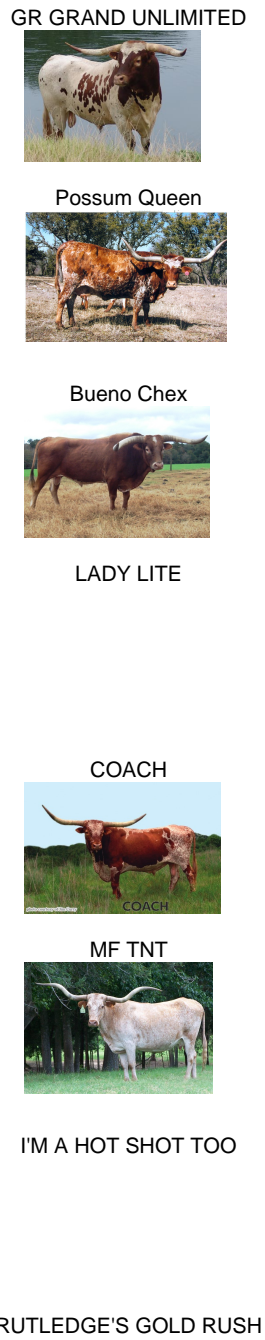 GR GRAND UNLIMITED
Possum Queen
Bueno Chex
LADY LITE
COACH
COACH
MF TNT
I'M A HOT SHOT TOO
RUTLEDGE'S GOLD RUSH